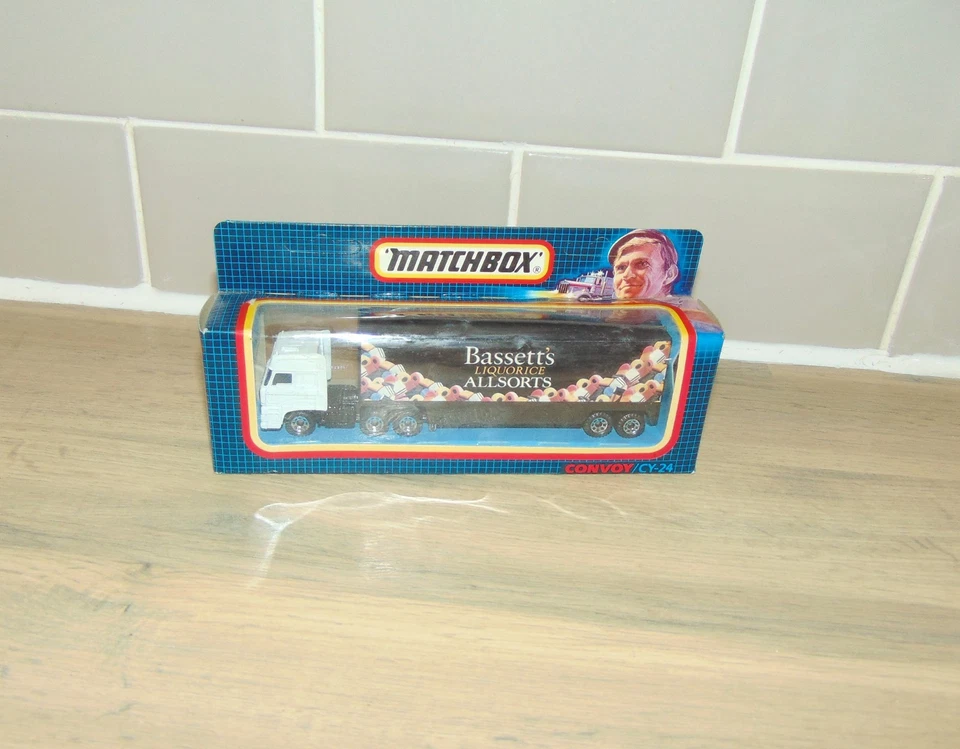 "MATCHBOX"®
Bassett's
LIQUORICE
ALLSORTS
CONVOY/CY-24